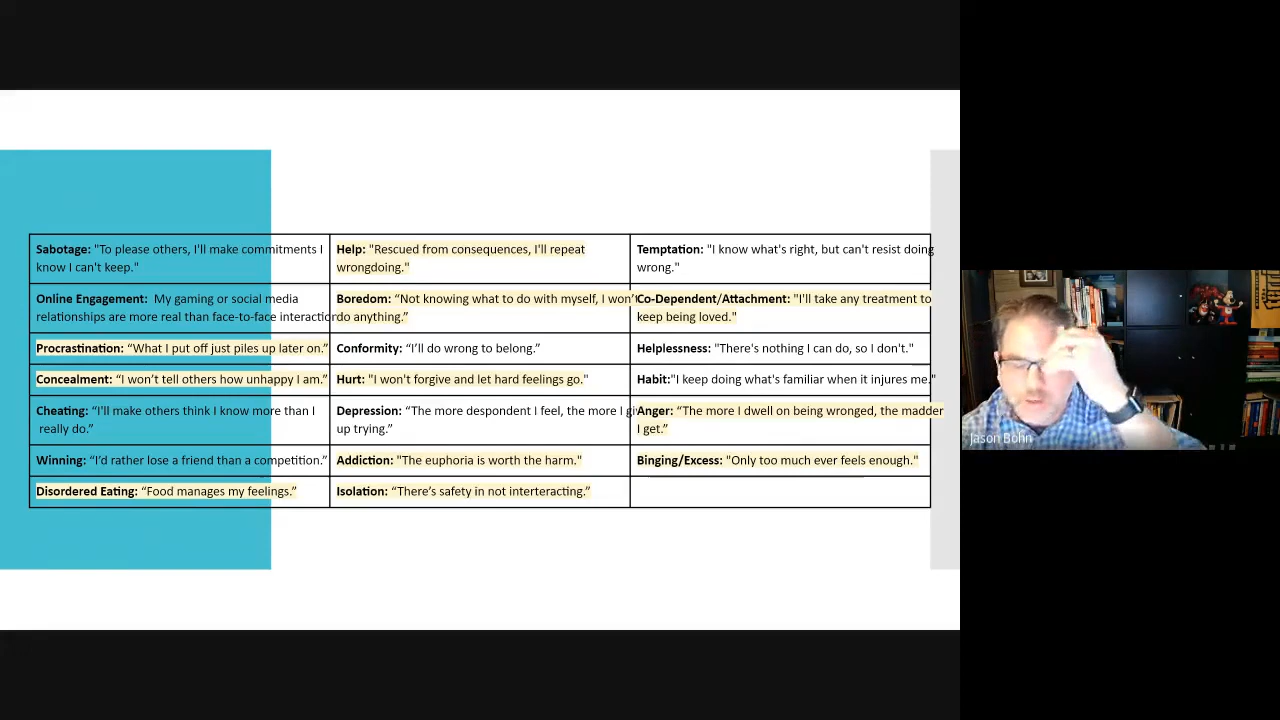 Sabotage: "To please others, I'll make commitments I
know I can't keep."
Help: "Rescued from consequences, I'll repeat
wrongdoing."
Temptation: "I know what's right, but can't resist doing
wrong."
Online Engagement:  My gaming or social media
relationships are more real than face-to-face interaction
Boredom: “Not knowing what to do with myself, I won’t
do anything.”
Co-Dependent/Attachment: "I'll take any treatment to
keep being loved."
Procrastination: “What I put off just piles up later on.”
Conformity: “I’ll do wrong to belong.”
Helplessness: "There's nothing I can do, so I don't."
Concealment: “I won’t tell others how unhappy I am.”
Hurt: "I won't forgive and let hard feelings go."
Habit:"I keep doing what's familiar when it injures me."
Cheating: “I'll make others think I know more than I
really do.”
Depression: “The more despondent I feel, the more I gi
up trying.”
Anger: “The more I dwell on being wronged, the madder
I get.”
Winning: “I’d rather lose a friend than a competition.”
Addiction: "The euphoria is worth the harm."
Binging/Excess: "Only too much ever feels enough."
Disordered Eating: “Food manages my feelings.”
Isolation: “There’s safety in not interteracting.”
Jason Bohn